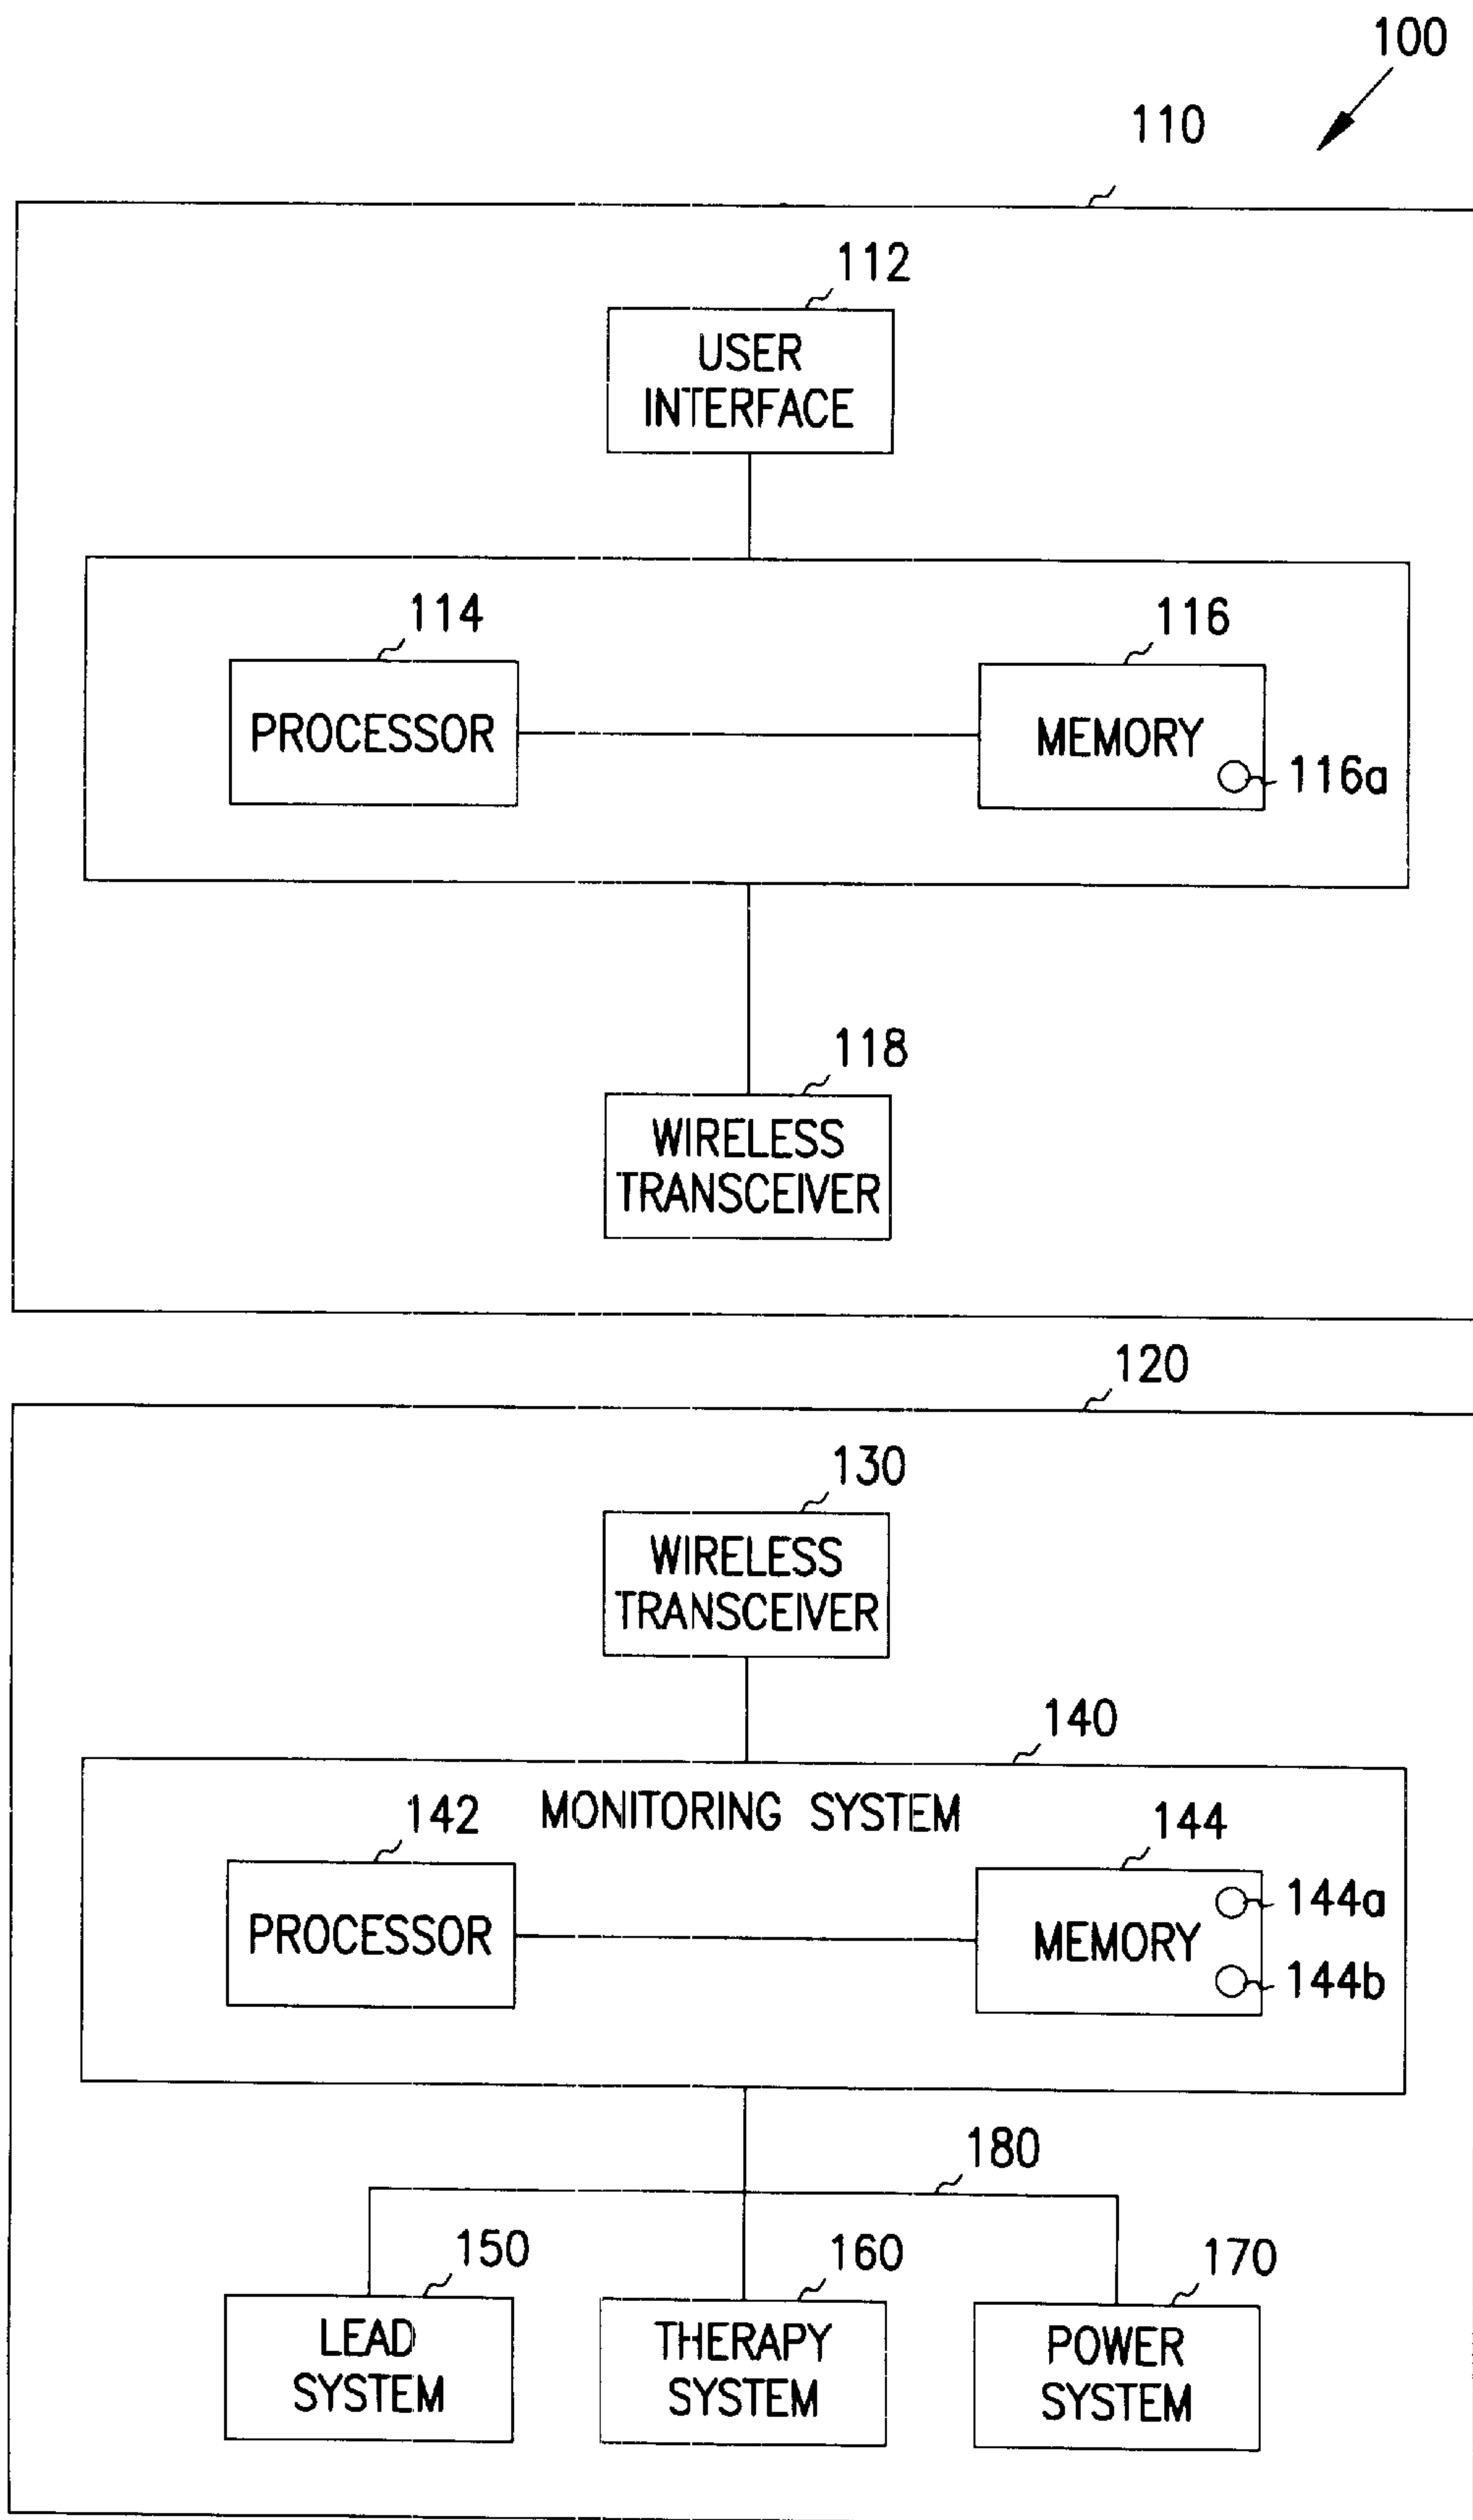 100
110
112
USER
INTERFACE
114
116
PROCESSOR
MEMORY
116a
118
WIRELESS
TRANSCEIVER
120
130
WIRELESS
TRANSCEIVER
140
MONITORING SYSTEM
142
144
PROCESSOR
MEMORY
144a
144b
180
150
160
170
LEAD
SYSTEM
THERAPY
SYSTEM
POWER
SYSTEM